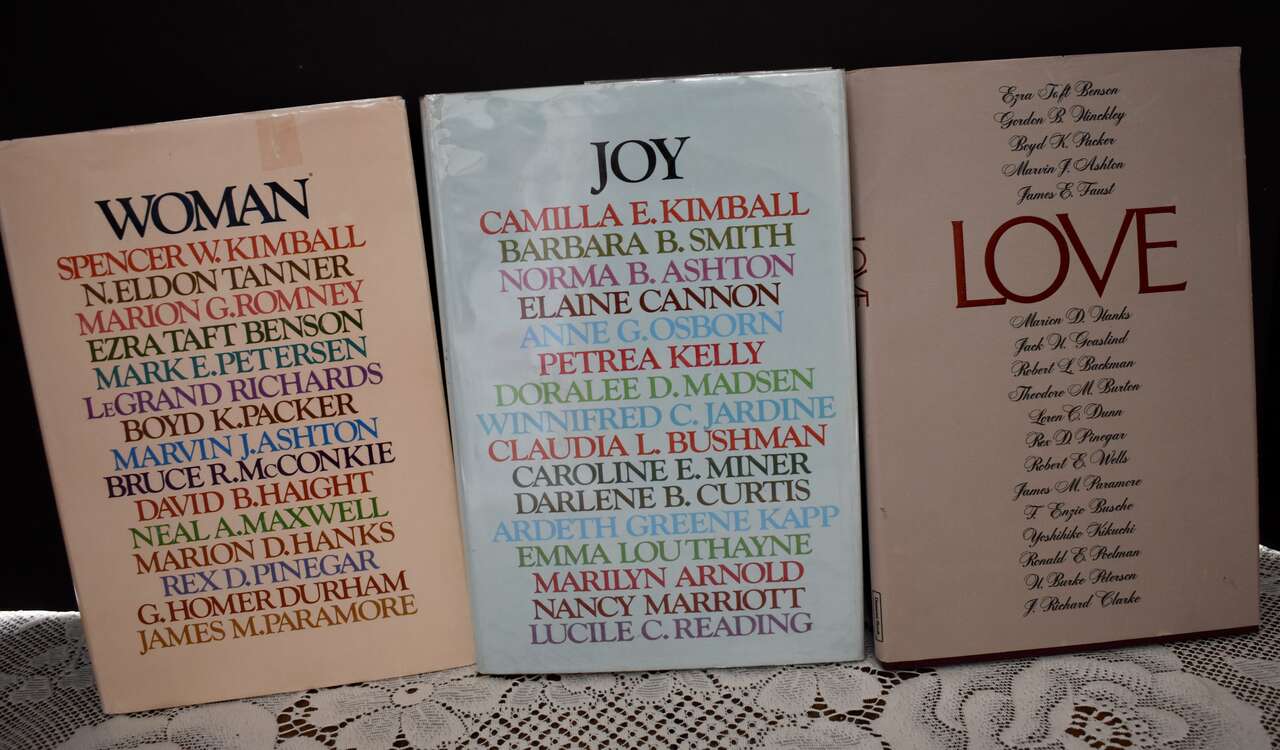 WOMAN
SPENCER W. KIMBALL
N. ELDON TANNER
MARION G. ROMNEY
EZRA TAFT BENSON
MARK E. PETERSEN
LEGRAND RICHARDS
BOYD K. PACKER
MARVIN J. ASHTON
BRUCE R. MCCONKIE
DAVID B. HAIGHT
NEAL A. MAXWELL
MARION D. HANKS
REX D. PINEGAR
G. HOMER DURHAM
JAMES M. PARAMORE
JOY
CAMILLA E. KIMBALL
BARBARA B. SMITH
NORMA B. ASHTON
ELAINE CANNON
ANNE G. OSBORN
PETREA KELLY
DORALEE D. MADSEN
WINNIFRED C. JARDINE
CLAUDIA L. BUSHMAN
CAROLINE E. MINER
DARLENE B. CURTIS
ARDETH GREENE KAPP
EMMA LOU THAYNE
MARILYN ARNOLD
NANCY MARRIOTT
LUCILE C. READING
LOVE
Ezra Taft Benson
Gordon B. Hinckley
Boyd K. Packer
Marvin J. Ashton
James E. Faust
LOVE
Marion D. Hanks
Jack H. Goaslind
Robert L. Backman
Theodore M. Burton
Loren C. Dunn
Rex D. Pinegar
Robert E. Wells
James M. Paramore
F. Enzio Busche
Yoshihiko Kikuchi
Ronald E. Poelman
H. Burke Peterson
J. Richard Clarke